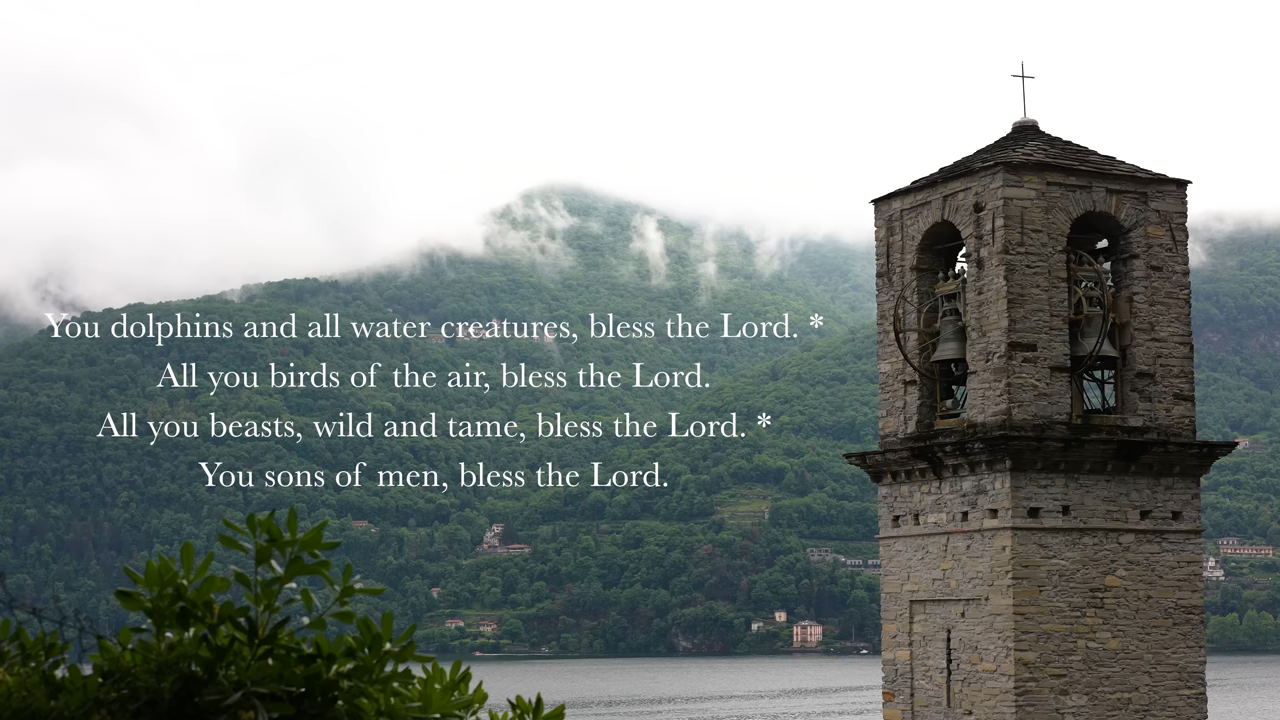 You dolphins and all water creatures, bless the Lord. *
All you birds of the air, bless the Lord.
All you beasts, wild and tame, bless the Lord. *
You sons of men, bless the Lord.